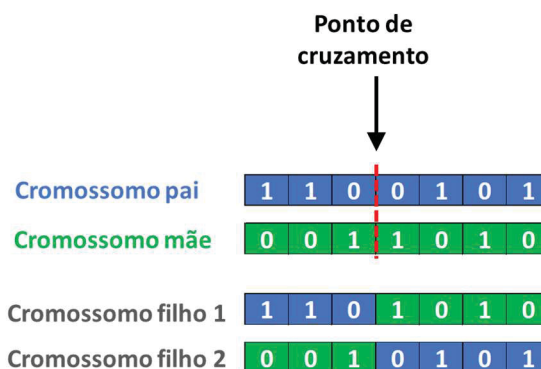 Ponto de
cruzamento
Cromossomo pai 1 1 0 0 1 0 1
Cromossomo mãe 0 0 1 1 0 1 0
Cromossomo filho 1 1 1 0 1 0 1 0
Cromossomo filho 2 0 0 1 0 1 0 1